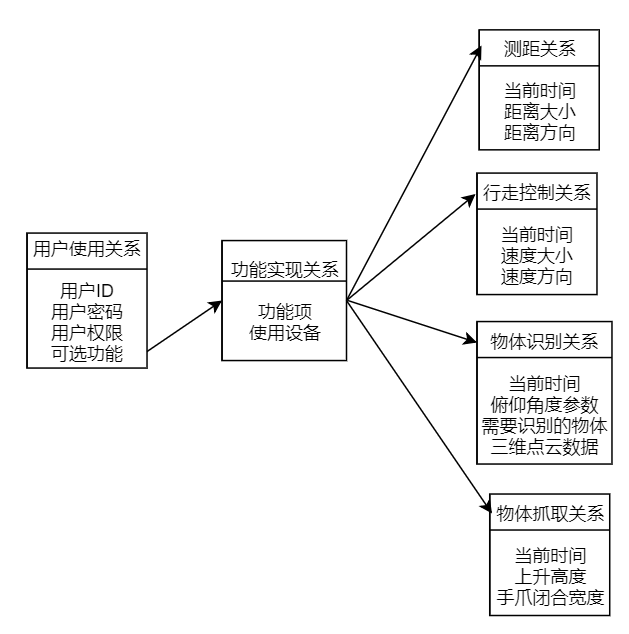 用户使用关系
用户ID
用户密码
用户权限
可选功能
功能实现关系
功能项
使用设备
测距关系
当前时间
距离大小
距离方向
行走控制关系
当前时间
速度大小
速度方向
物体识别关系
当前时间
俯仰角度参数
需要识别的物体
三维点云数据
物体抓取关系
当前时间
上升高度
手爪闭合宽度